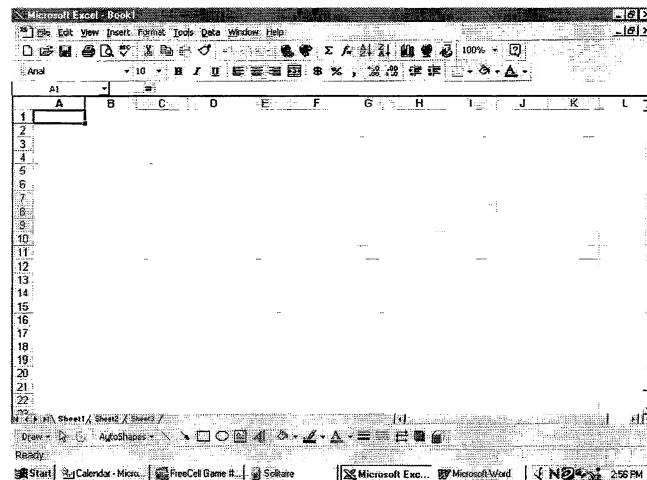 Microsoft Excel - Book1
File Edit View Insert Format Tools Data Window Help
100%
Arial 10 B I U $ % ,
A1 =
A B C D E F G H I J K L
1
2
3
4
5
6
7
8
9
10
11
12
13
14
15
16
17
18
19
20
21
22
Sheet1 / Sheet2 / Sheet3
Draw AutoShapes
Ready
Start Calendar - Micro... FreeCell Game #... Solitaire Microsoft Exc... Microsoft Word 2:56 PM